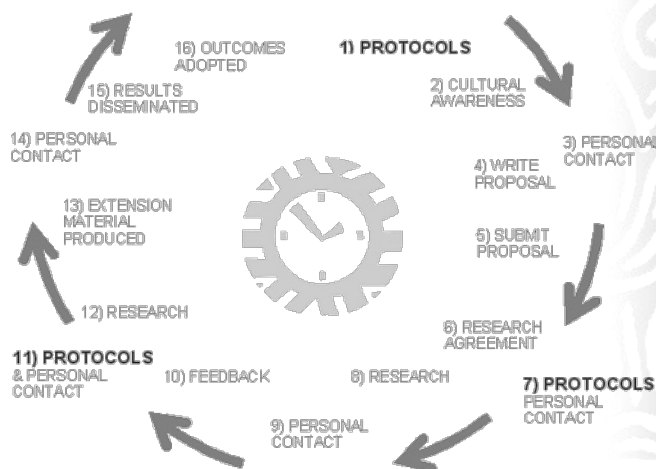 1) PROTOCOLS
2) CULTURAL
AWARENESS
3) PERSONAL
CONTACT
4) WRITE
PROPOSAL
5) SUBMIT
PROPOSAL
6) RESEARCH
AGREEMENT
7) PROTOCOLS
PERSONAL
CONTACT
8) RESEARCH
9) PERSONAL
CONTACT
10) FEEDBACK
11) PROTOCOLS
& PERSONAL
CONTACT
12) RESEARCH
13) EXTENSION
MATERIAL
PRODUCED
14) PERSONAL
CONTACT
15) RESULTS
DISSEMINATED
16) OUTCOMES
ADOPTED